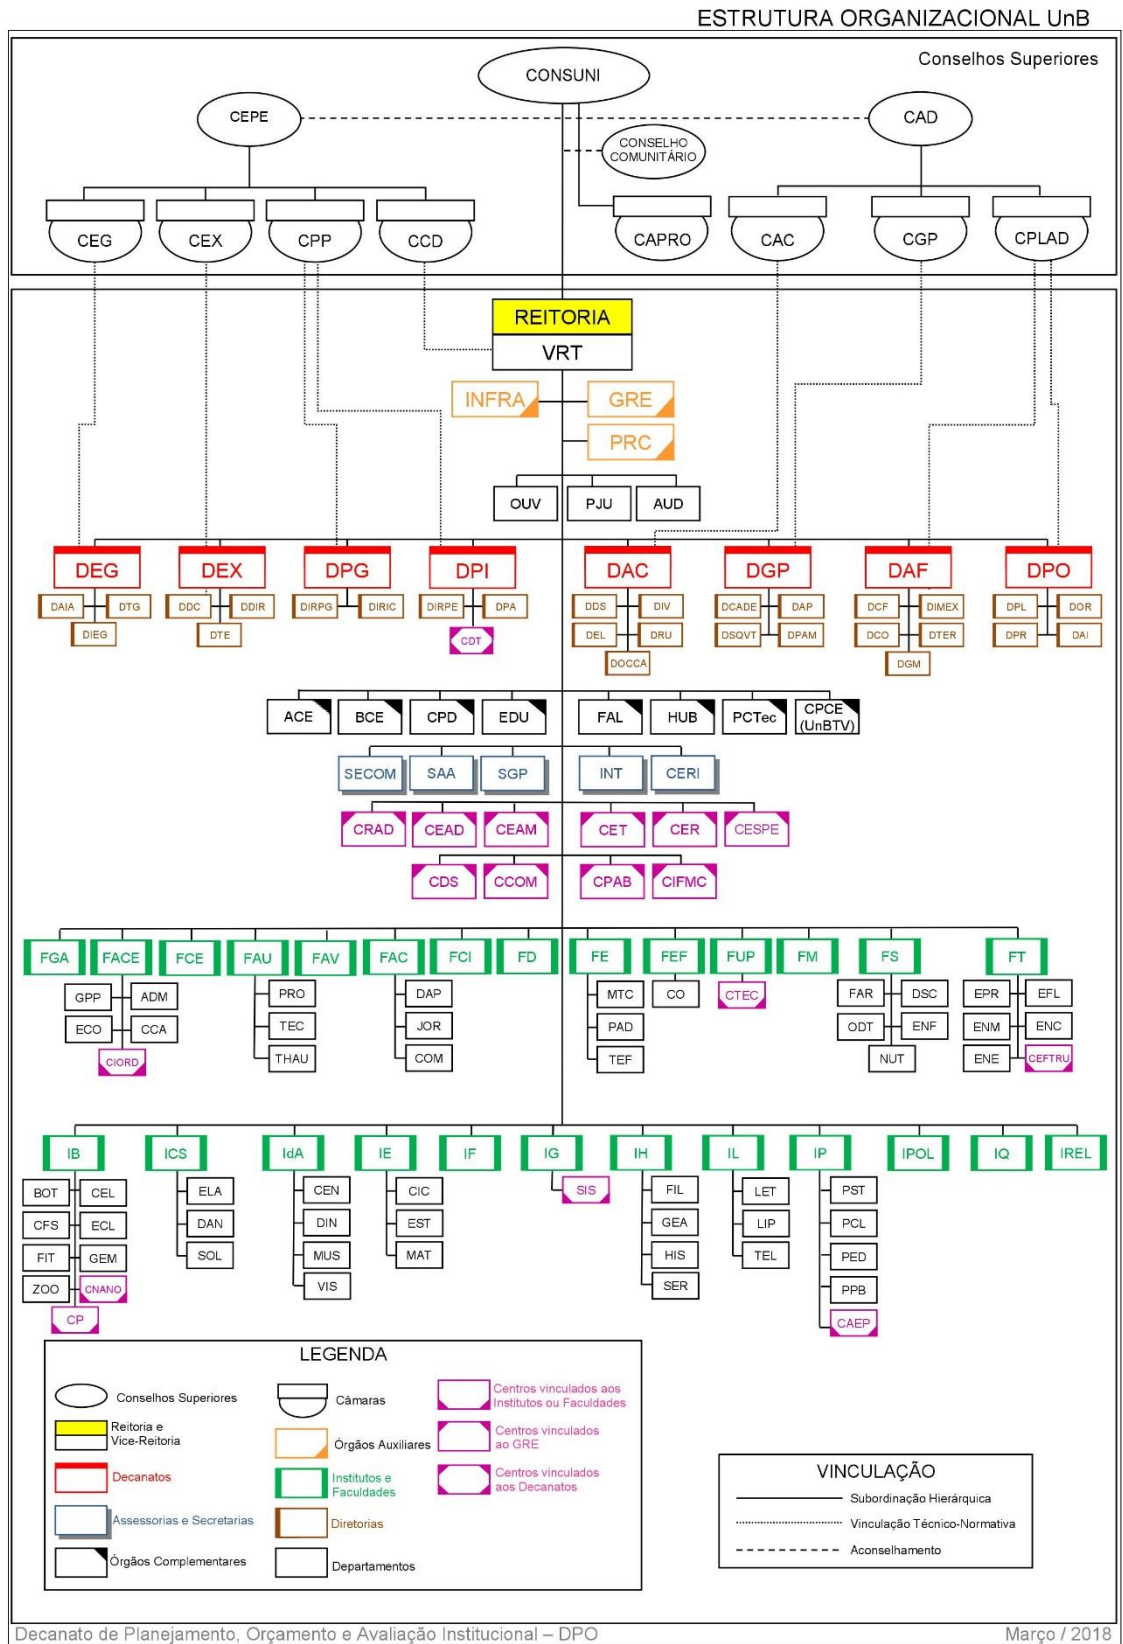 ESTRUTURA ORGANIZACIONAL UnB
Conselhos Superiores
CONSUNI
CEPE
CAD
CONSELHO
COMUNITÁRIO
CEG
CEX
CPP
CCD
CAPRO
CAC
CGP
CPLAD
REITORIA
VRT
INFRA
GRE
PRC
OUV
PJU
AUD
DEG
DEX
DPG
DPI
DAC
DGP
DAF
DPO
DAIA
DTG
DDC
DDIR
DIRPG
DIRIC
DIRPE
DPA
DDS
DIV
DCADE
DAP
DCF
DIMEX
DPL
DOR
DIEG
DTE
CDT
DEL
DRU
DSQVT
DPAM
DCO
DTER
DPR
DAI
DOCCA
DGM
ACE
BCE
CPD
EDU
FAL
HUB
PCTec
CPCE
(UnBTV)
SECOM
SAA
SGP
INT
CERI
CRAD
CEAD
CEAM
CET
CER
CESPE
CDS
CCOM
CPAB
CIFMC
FGA
FACE
FCE
FAU
FAV
FAC
FCI
FD
FE
FEF
FUP
FM
FS
FT
GPP
ADM
PRO
DAP
MTC
CO
CTEC
FAR
DSC
EPR
EFL
ECO
CCA
TEC
JOR
PAD
ODT
ENF
ENM
ENC
CIORD
THAU
COM
TEF
NUT
ENE
CEFTRU
IB
ICS
IdA
IE
IF
IG
IH
IL
IP
IPOL
IQ
IREL
BOT
CEL
ELA
CEN
CIC
SIS
FIL
LET
PST
CFS
ECL
DAN
DIN
EST
GEA
LIP
PCL
FIT
GEM
SOL
MUS
MAT
HIS
TEL
PED
ZOO
CNANO
VIS
SER
PPB
CP
CAEP
LEGENDA
Conselhos Superiores
Câmaras
Centros vinculados aos
Institutos ou Faculdades
Reitoria e
Vice-Reitoria
Órgãos Auxiliares
Centros vinculados
ao GRE
Decanatos
Institutos e
Faculdades
Centros vinculados
aos Decanatos
Assessorias e Secretarias
Diretorias
Órgãos Complementares
Departamentos
VINCULAÇÃO
Subordinação Hierárquica
Vinculação Técnico-Normativa
Aconselhamento
Decanato de Planejamento, Orçamento e Avaliação Institucional – DPO
Março / 2018